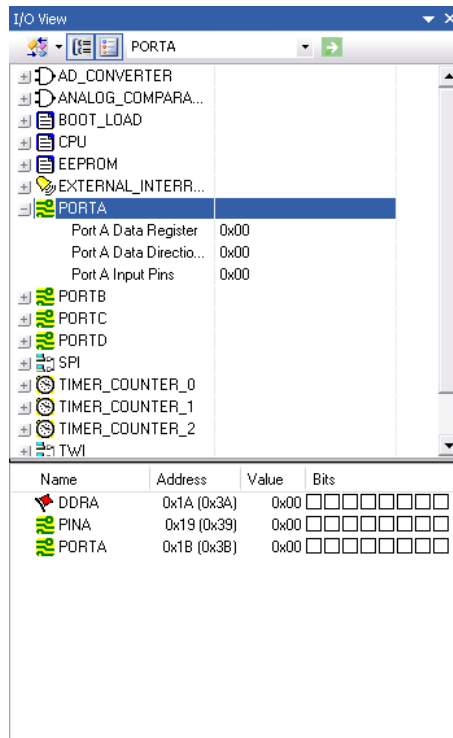 I/O View
PORTA
AD_CONVERTER
ANALOG_COMPARA...
BOOT_LOAD
CPU
EEPROM
EXTERNAL_INTERR...
PORTA
Port A Data Register 0x00
Port A Data Directio... 0x00
Port A Input Pins 0x00
PORTB
PORTC
PORTD
SPI
TIMER_COUNTER_0
TIMER_COUNTER_1
TIMER_COUNTER_2
TWI
Name Address Value Bits
DDRA 0x1A (0x3A) 0x00
PINA 0x19 (0x39) 0x00
PORTA 0x1B (0x3B) 0x00